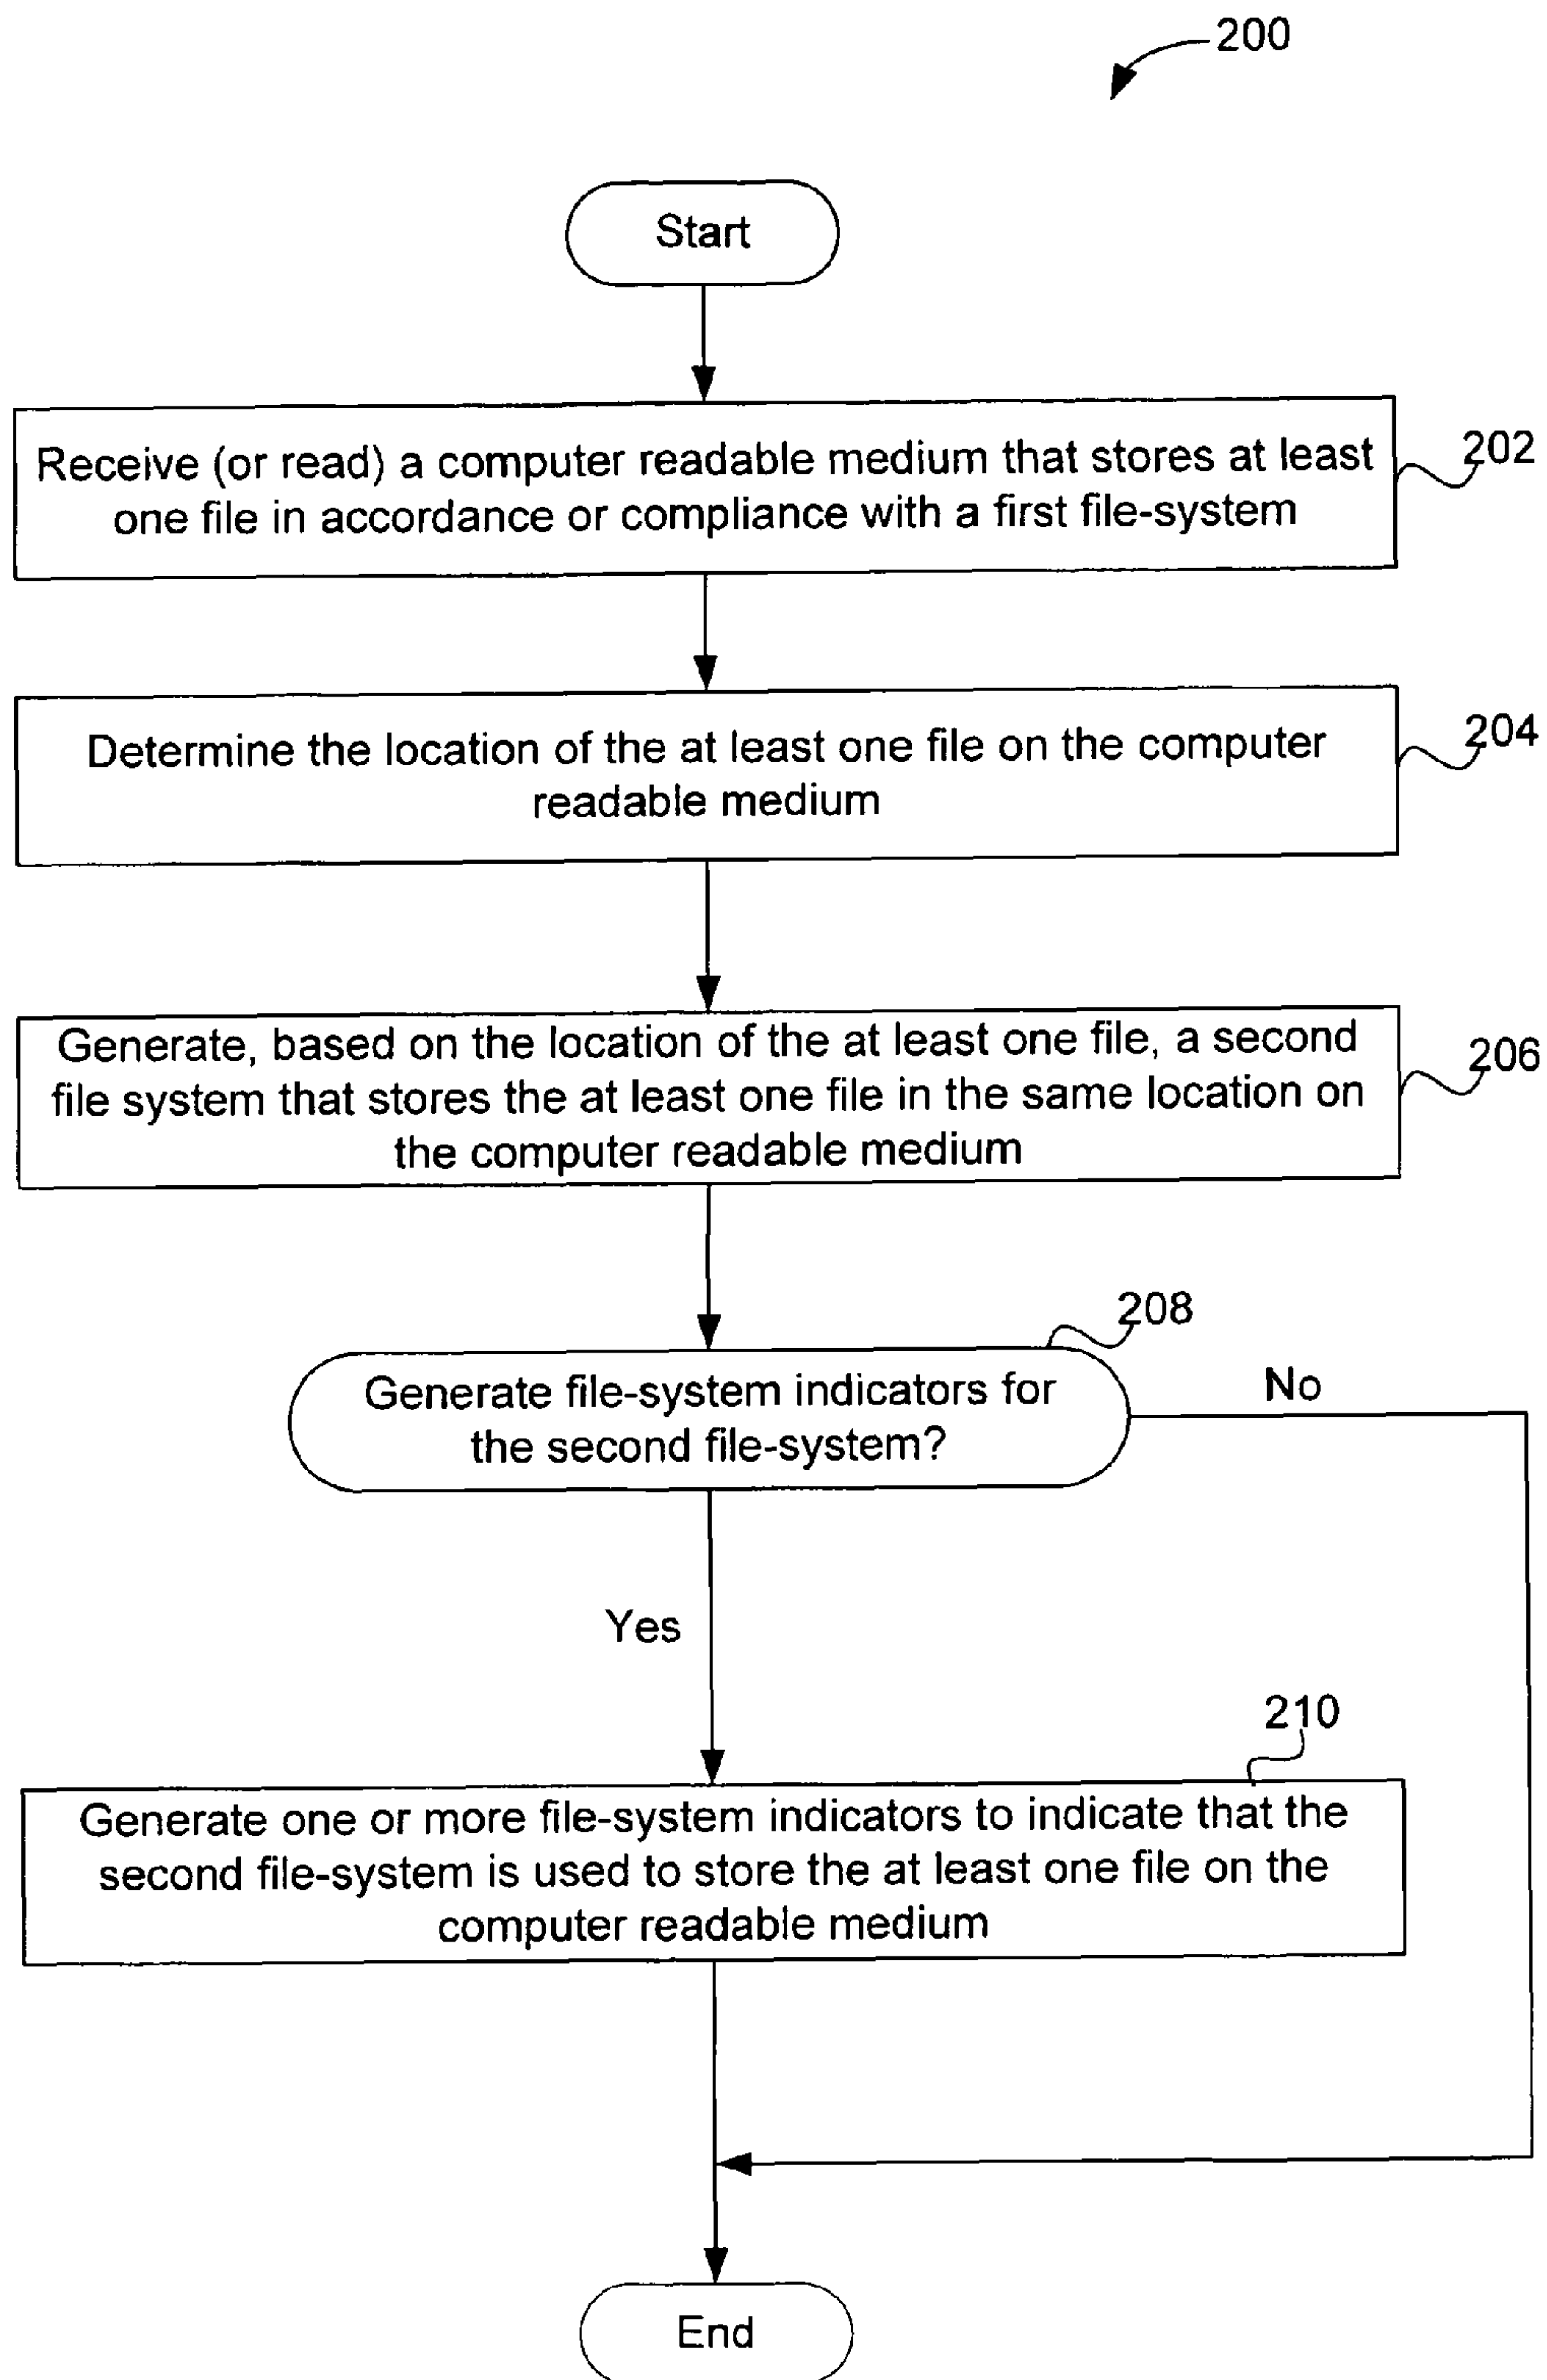 200
Start
Receive (or read) a computer readable medium that stores at least
one file in accordance or compliance with a first file-system
202
Determine the location of the at least one file on the computer
readable medium
204
Generate, based on the location of the at least one file, a second
file system that stores the at least one file in the same location on
the computer readable medium
206
208
Generate file-system indicators for
the second file-system?
No
Yes
210
Generate one or more file-system indicators to indicate that the
second file-system is used to store the at least one file on the
computer readable medium
End